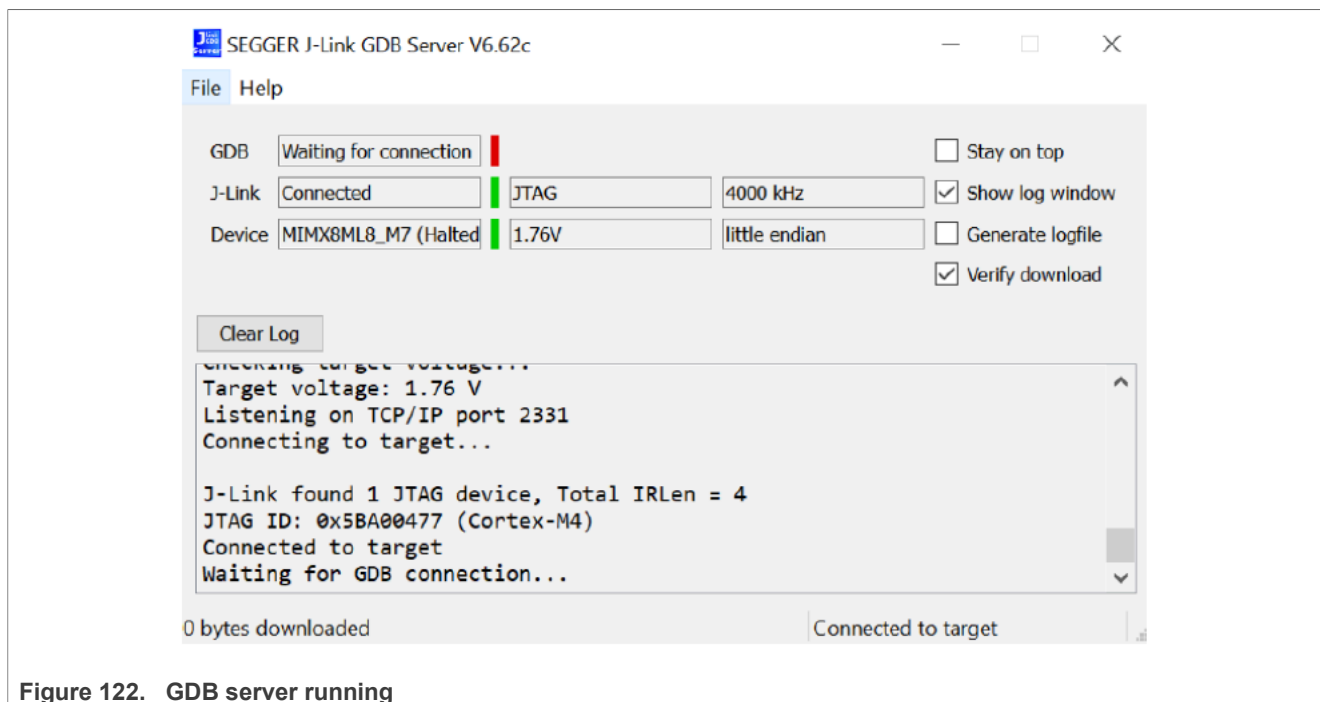 SEGGER J-Link GDB Server V6.62c
File Help
GDB Waiting for connection Stay on top
J-Link Connected JTAG 4000 kHz Show log window
Device MIMX8ML8_M7 (Halted 1.76V little endian Generate logfile
Verify download
Clear Log
Checking target voltage...
Target voltage: 1.76 V
Listening on TCP/IP port 2331
Connecting to target...
J-Link found 1 JTAG device, Total IRLen = 4
JTAG ID: 0x5BA00477 (Cortex-M4)
Connected to target
Waiting for GDB connection...
0 bytes downloaded Connected to target
Figure 122. GDB server running